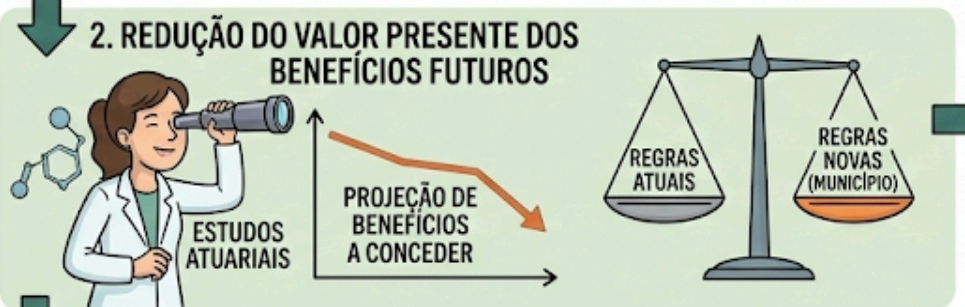 2. REDUÇÃO DO VALOR PRESENTE DOS
BENEFÍCIOS FUTUROS
ESTUDOS
ATUARIAIS
PROJEÇÃO DE
BENEFÍCIOS
A CONCEDER
REGRAS
ATUAIS
REGRAS
NOVAS
(MUNICÍPIO)